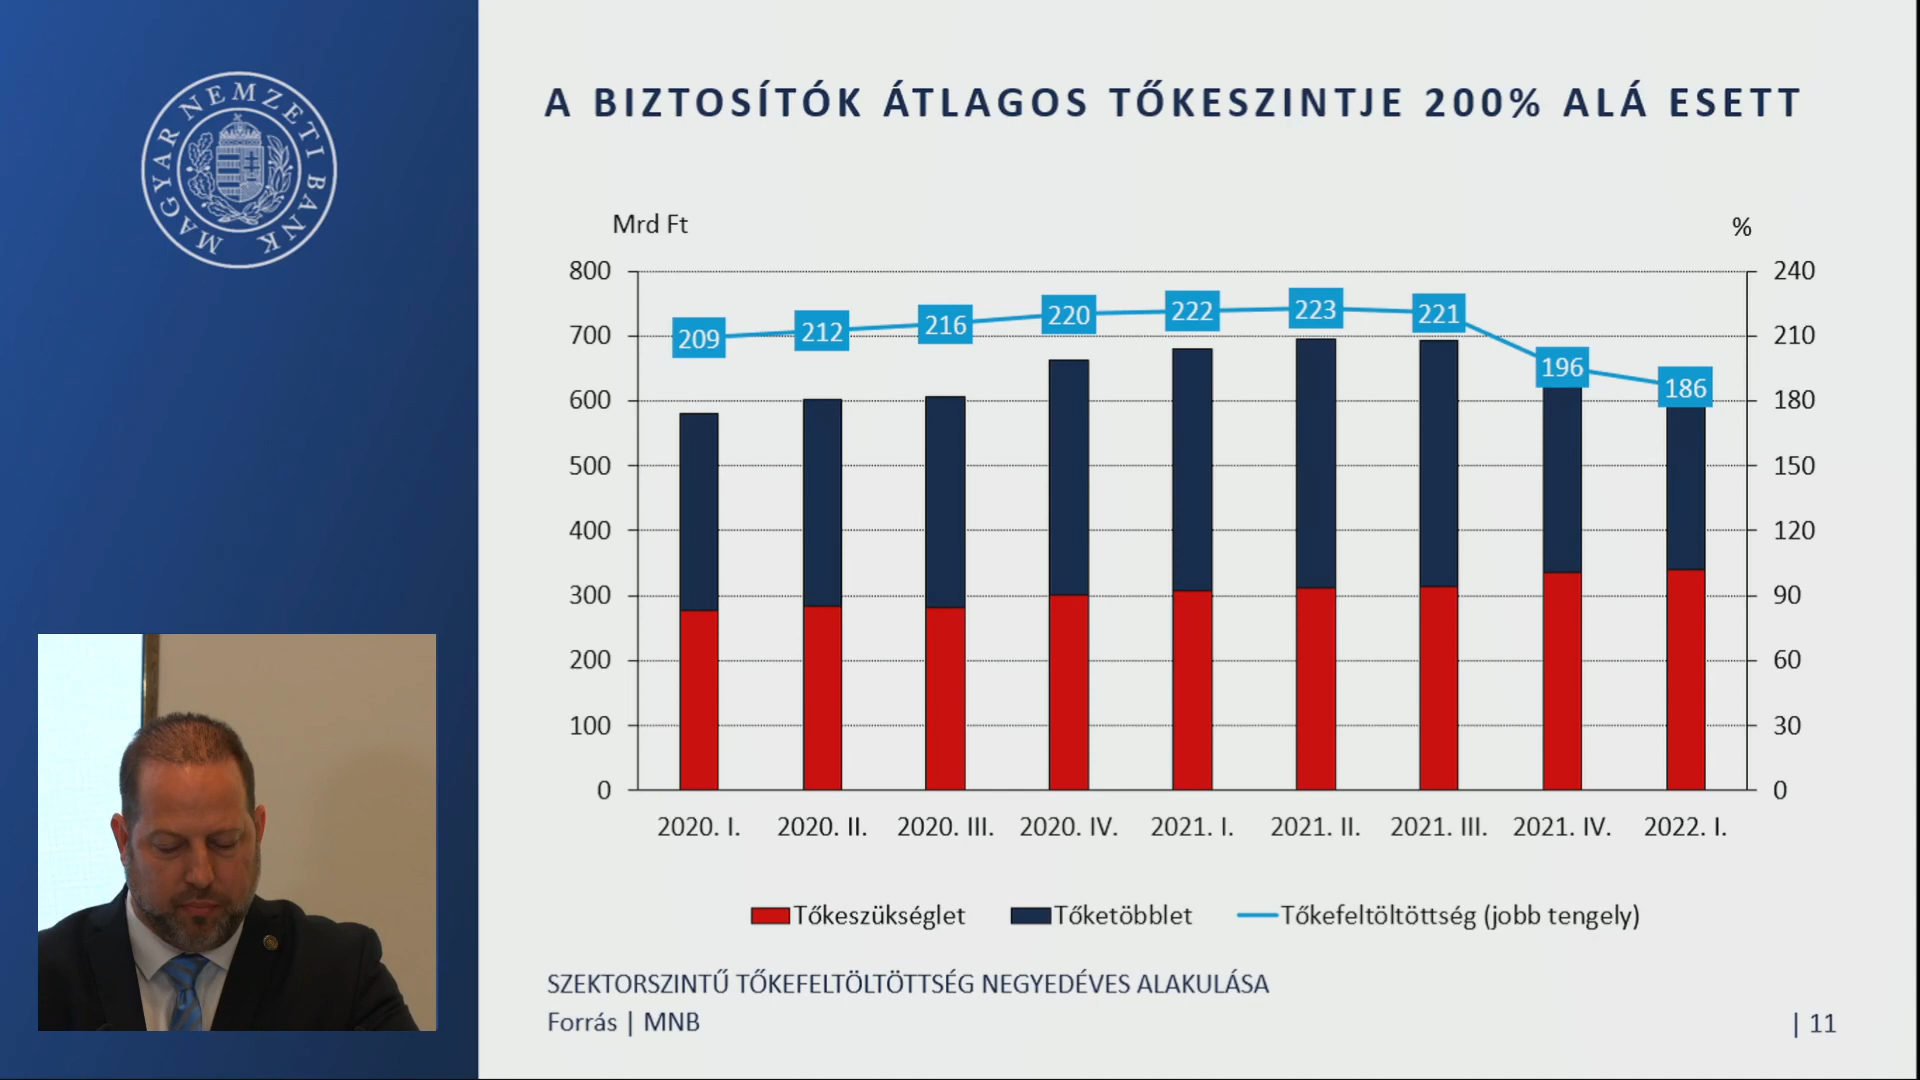 MAGYAR NEMZETI BANK
A BIZTOSÍTÓK ÁTLAGOS TŐKESZINTJE 200% ALÁ ESETT
Mrd Ft
%
800
700
600
500
400
300
200
100
0
209
212
216
220
222
223
221
196
186
240
210
180
150
120
90
60
30
0
2020. I.
2020. II.
2020. III.
2020. IV.
2021. I.
2021. II.
2021. III.
2021. IV.
2022. I.
Tőkeszükséglet
Tőketöbblet
Tőkefeltöltöttség (jobb tengely)
SZEKTORSZINTŰ TŐKEFELTÖLTÖTTSÉG NEGYEDÉVES ALAKULÁSA
Forrás | MNB
| 11